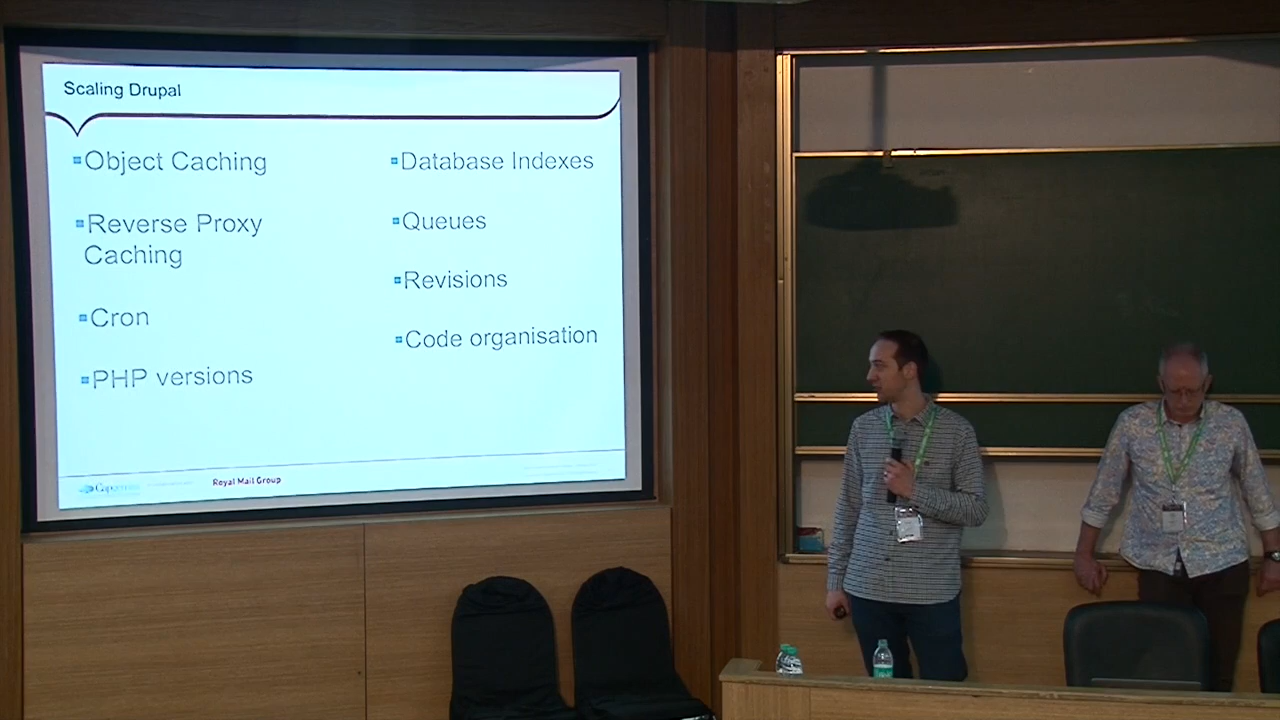 Scaling Drupal
Object Caching
Reverse Proxy
Caching
Cron
PHP versions
Database Indexes
Queues
Revisions
Code organisation
Royal Mail Group